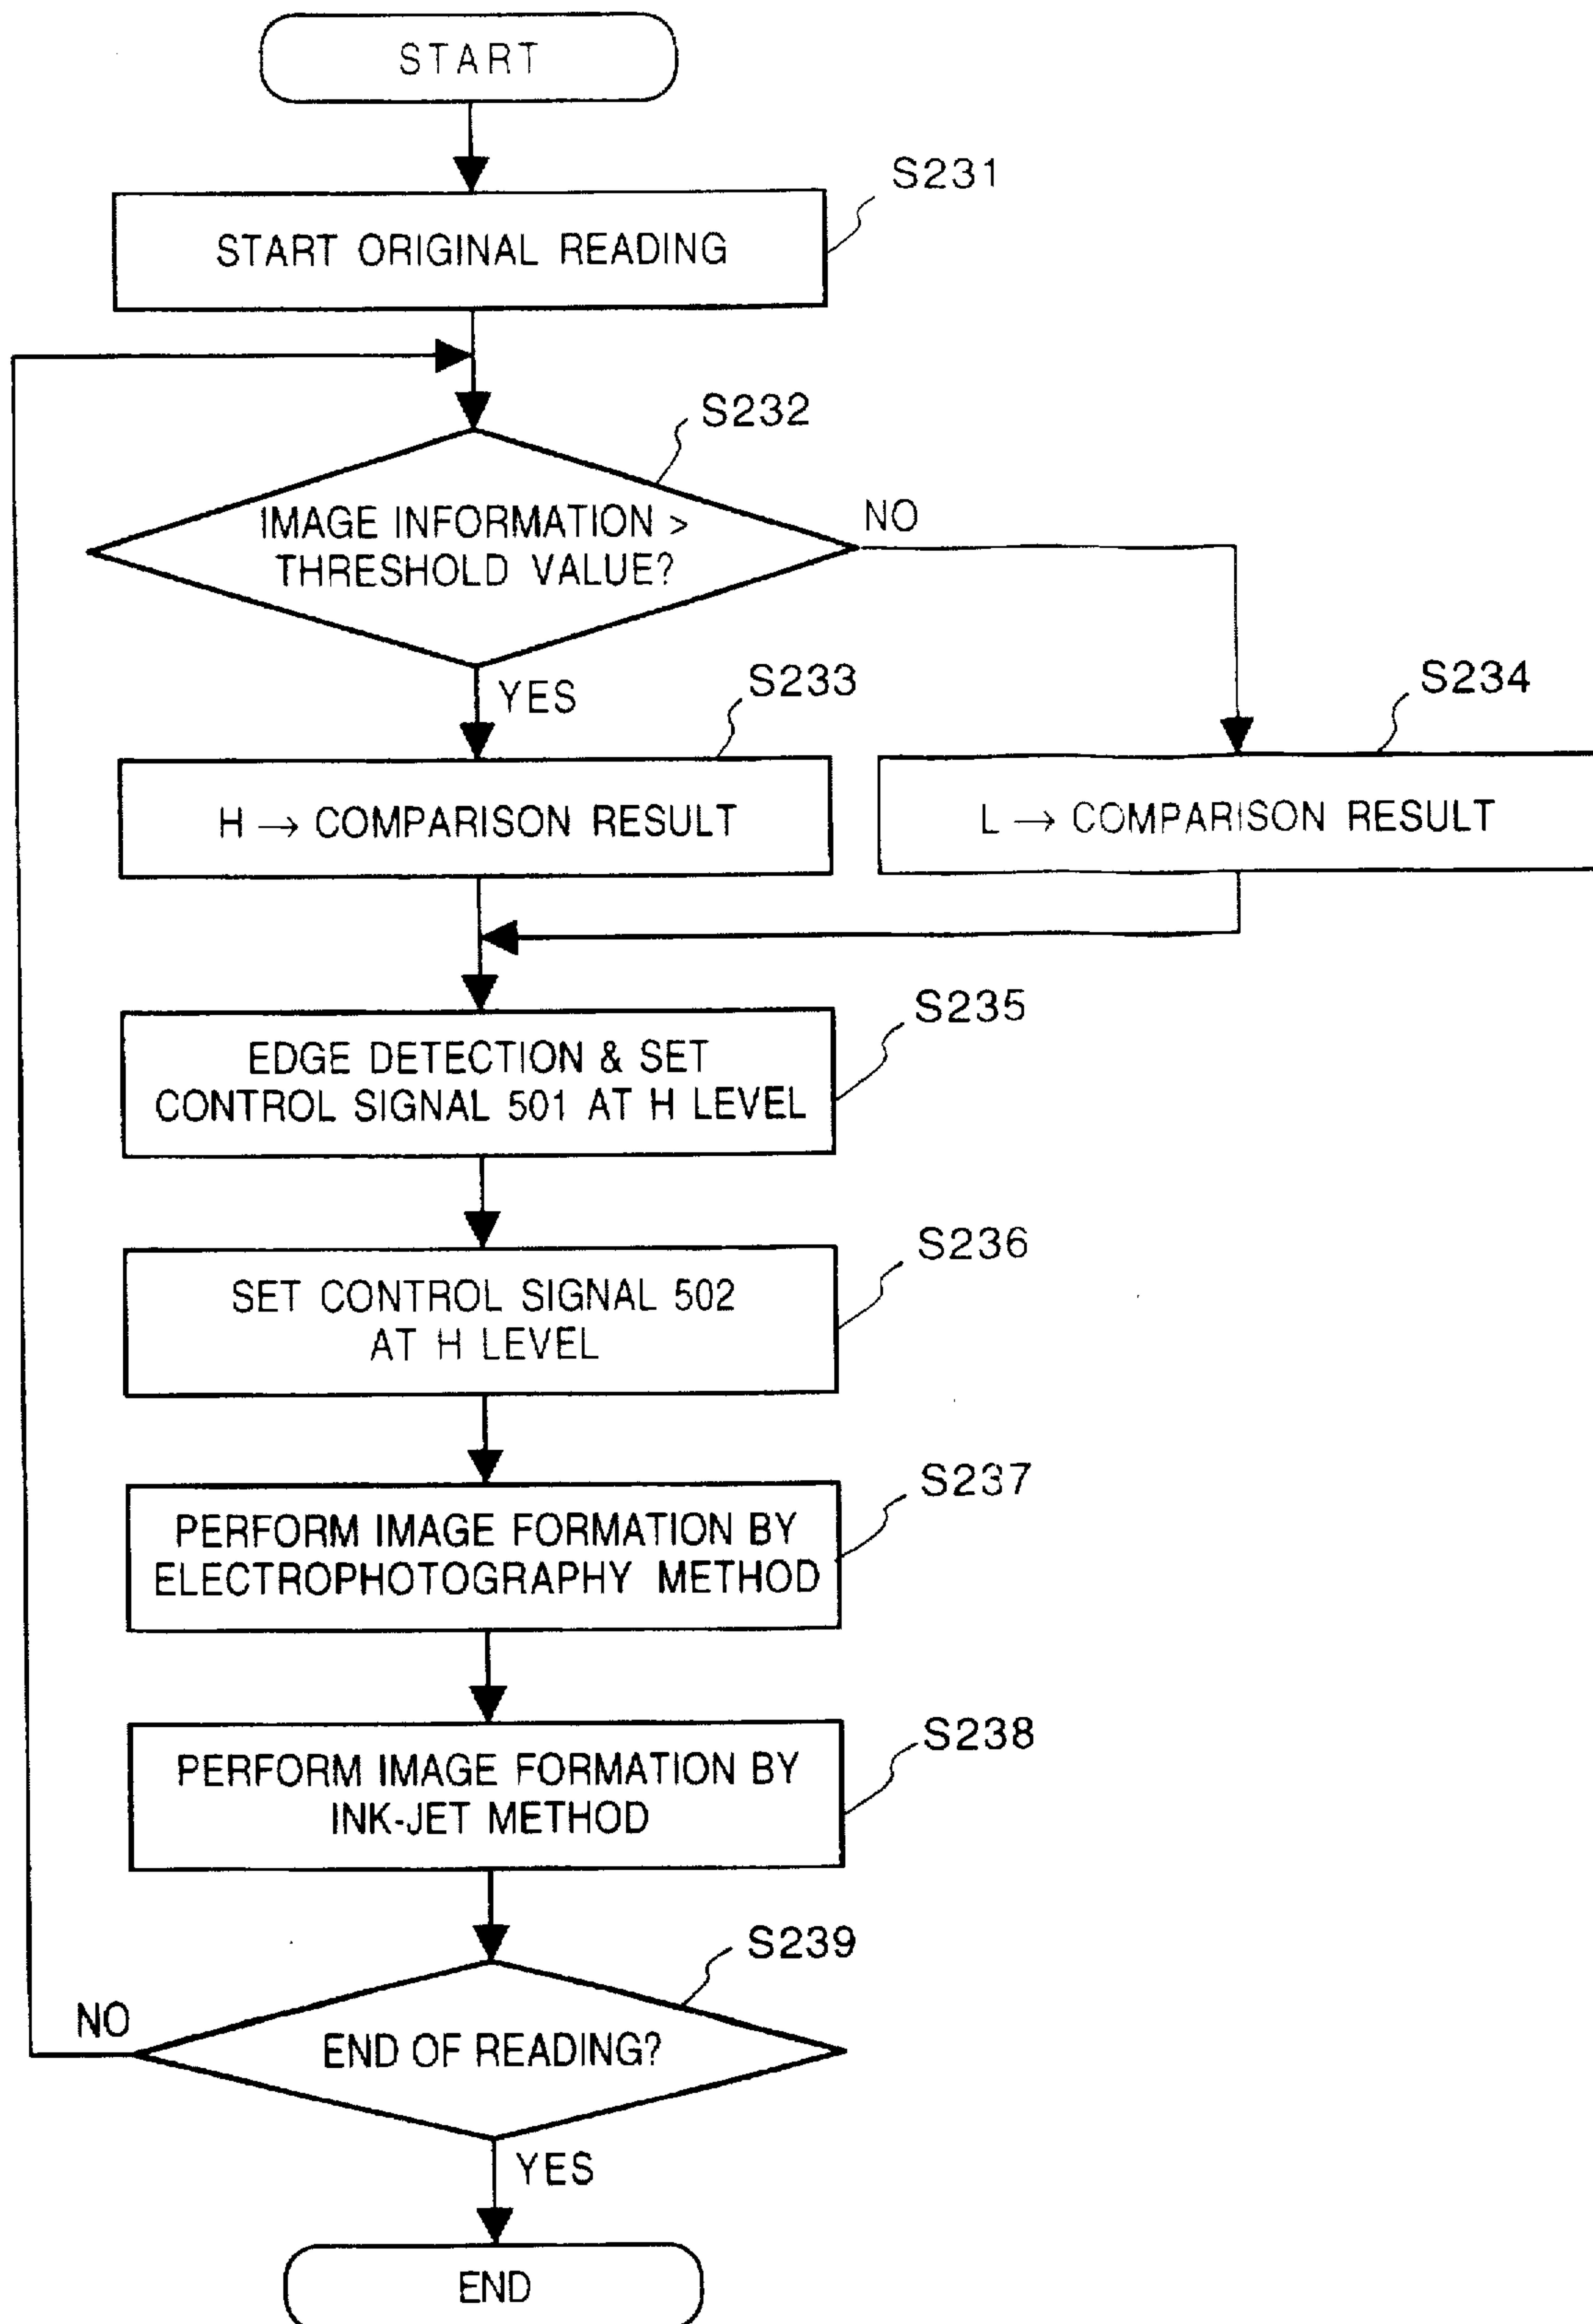 START
S231
START ORIGINAL READING
S232
IMAGE INFORMATION >
THRESHOLD VALUE?
NO
YES
S233
S234
H → COMPARISON RESULT
L → COMPARISON RESULT
S235
EDGE DETECTION & SET
CONTROL SIGNAL 501 AT H LEVEL
S236
SET CONTROL SIGNAL 502
AT H LEVEL
S237
PERFORM IMAGE FORMATION BY
ELECTROPHOTOGRAPHY METHOD
S238
PERFORM IMAGE FORMATION BY
INK-JET METHOD
S239
NO
END OF READING?
YES
END